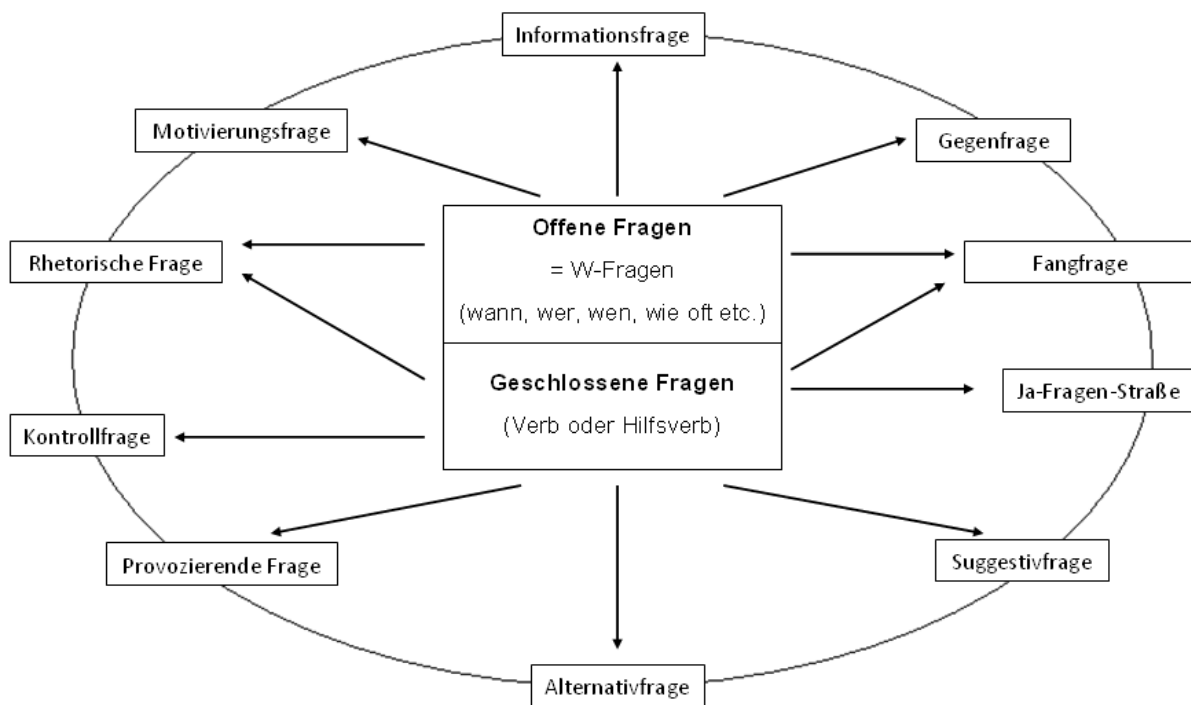 Informationsfrage
Motivierungsfrage
Gegenfrage
Offene Fragen
= W-Fragen
(wann, wer, wen, wie oft etc.)
Rhetorische Frage
Fangfrage
Geschlossene Fragen
(Verb oder Hilfsverb)
Ja-Fragen-Straße
Kontrollfrage
Provozierende Frage
Suggestivfrage
Alternativfrage